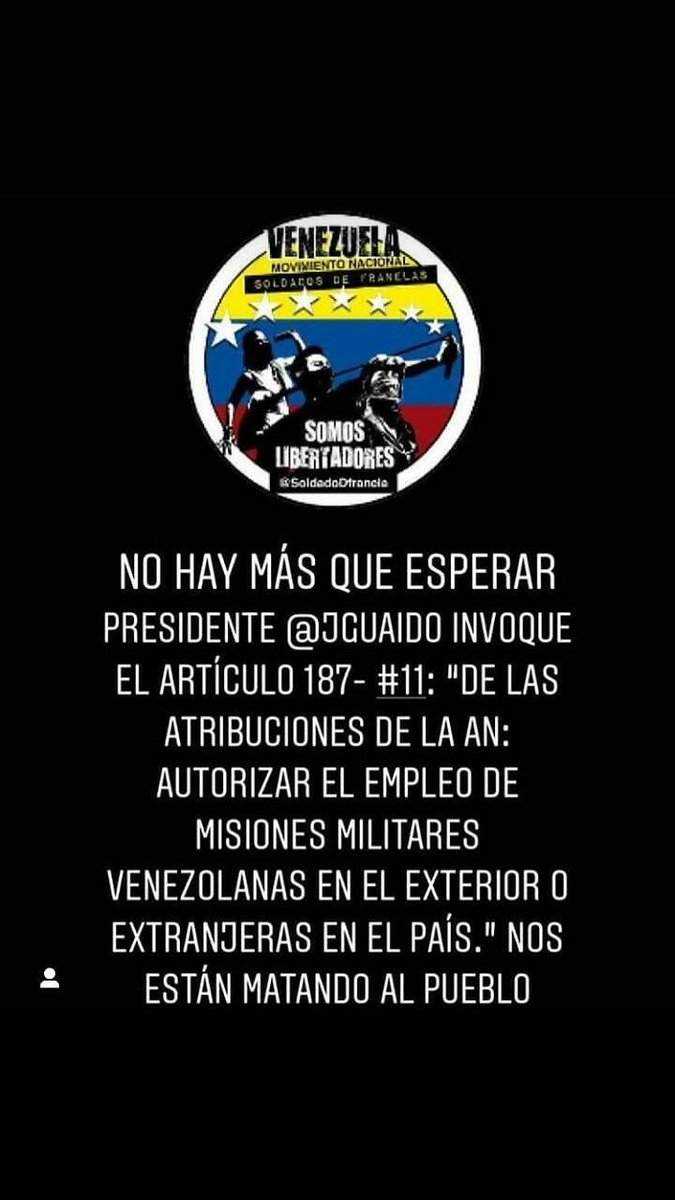 VENEZUELA
MOVIMIENTO NACIONAL
SOLDADOS DE FRANELAS
SOMOS
LIBERTADORES
@SoldadoDfranela
NO HAY MÁS QUE ESPERAR
PRESIDENTE @JGUAIDO INVOQUE
EL ARTÍCULO 187- #11: "DE LAS
ATRIBUCIONES DE LA AN:
AUTORIZAR EL EMPLEO DE
MISIONES MILITARES
VENEZOLANAS EN EL EXTERIOR O
EXTRANJERAS EN EL PAÍS." NOS
ESTÁN MATANDO AL PUEBLO